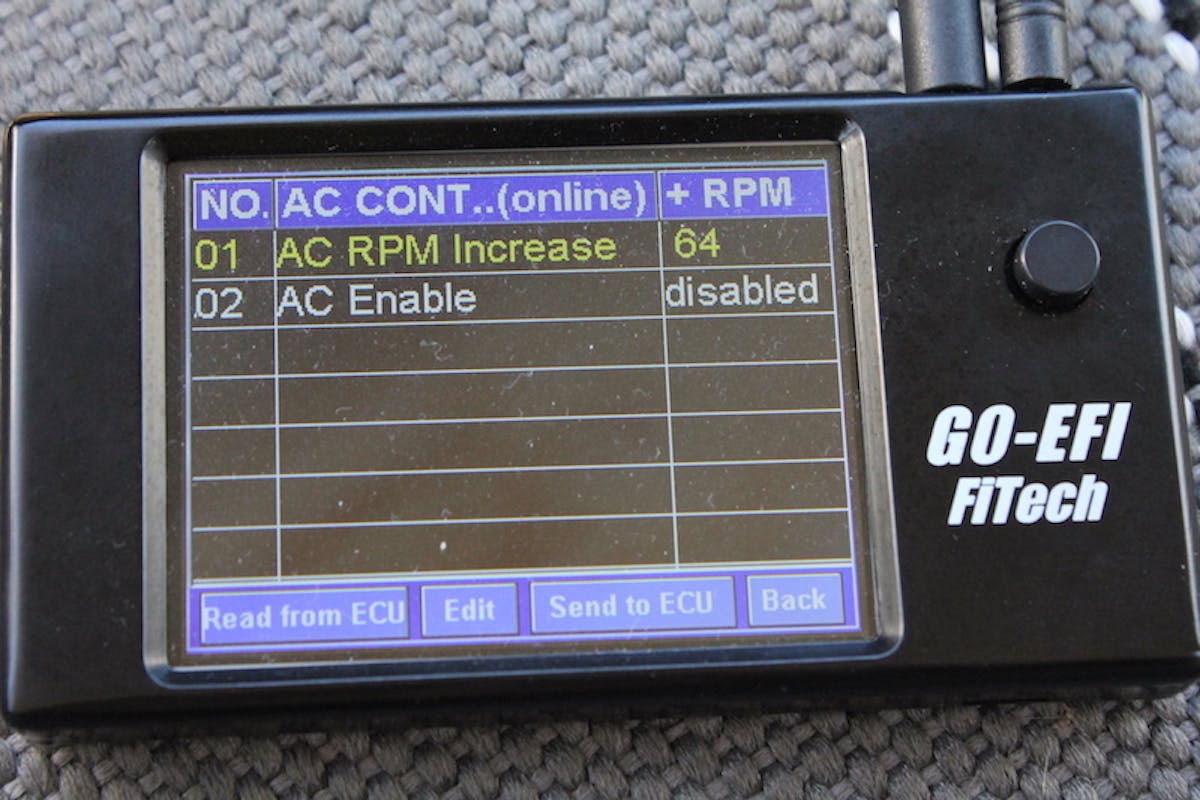 NO. AC CONT..(online) + RPM
01 AC RPM Increase 64
02 AC Enable disabled
Read from ECU Edit Send to ECU Back
GO-EFI
FiTech